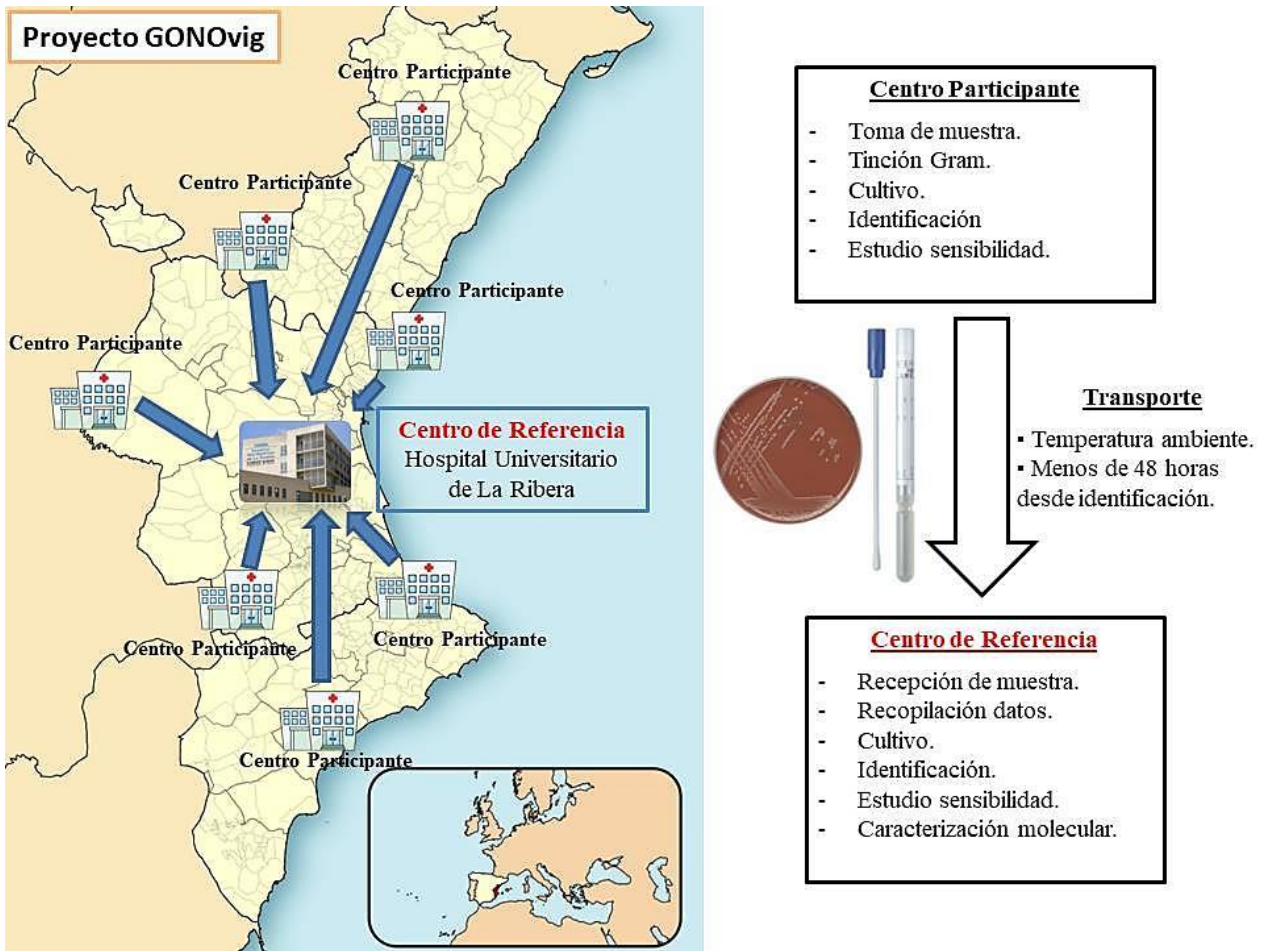 Proyecto GONOvig
Centro Participante
Centro Participante
Centro Participante
Centro Participante
Centro de Referencia
Hospital Universitario
de La Ribera
Centro Participante
Centro Participante
Centro Participante
Centro Participante
- Toma de muestra.
- Tinción Gram.
- Cultivo.
- Identificación
- Estudio sensibilidad.
Transporte
▪ Temperatura ambiente.
▪ Menos de 48 horas
desde identificación.
Centro de Referencia
- Recepción de muestra.
- Recopilación datos.
- Cultivo.
- Identificación.
- Estudio sensibilidad.
- Caracterización molecular.